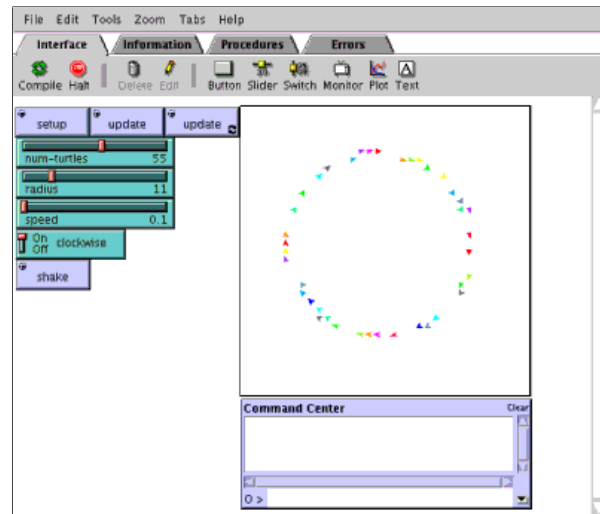 File Edit Tools Zoom Tabs Help
Interface Information Procedures Errors
Compile Halt Delete Edit Button Slider Switch Monitor Plot Text
setup update update
num-turtles 55
radius 11
speed 0.1
On
Off clockwise
shake
Command Center Clear
O >